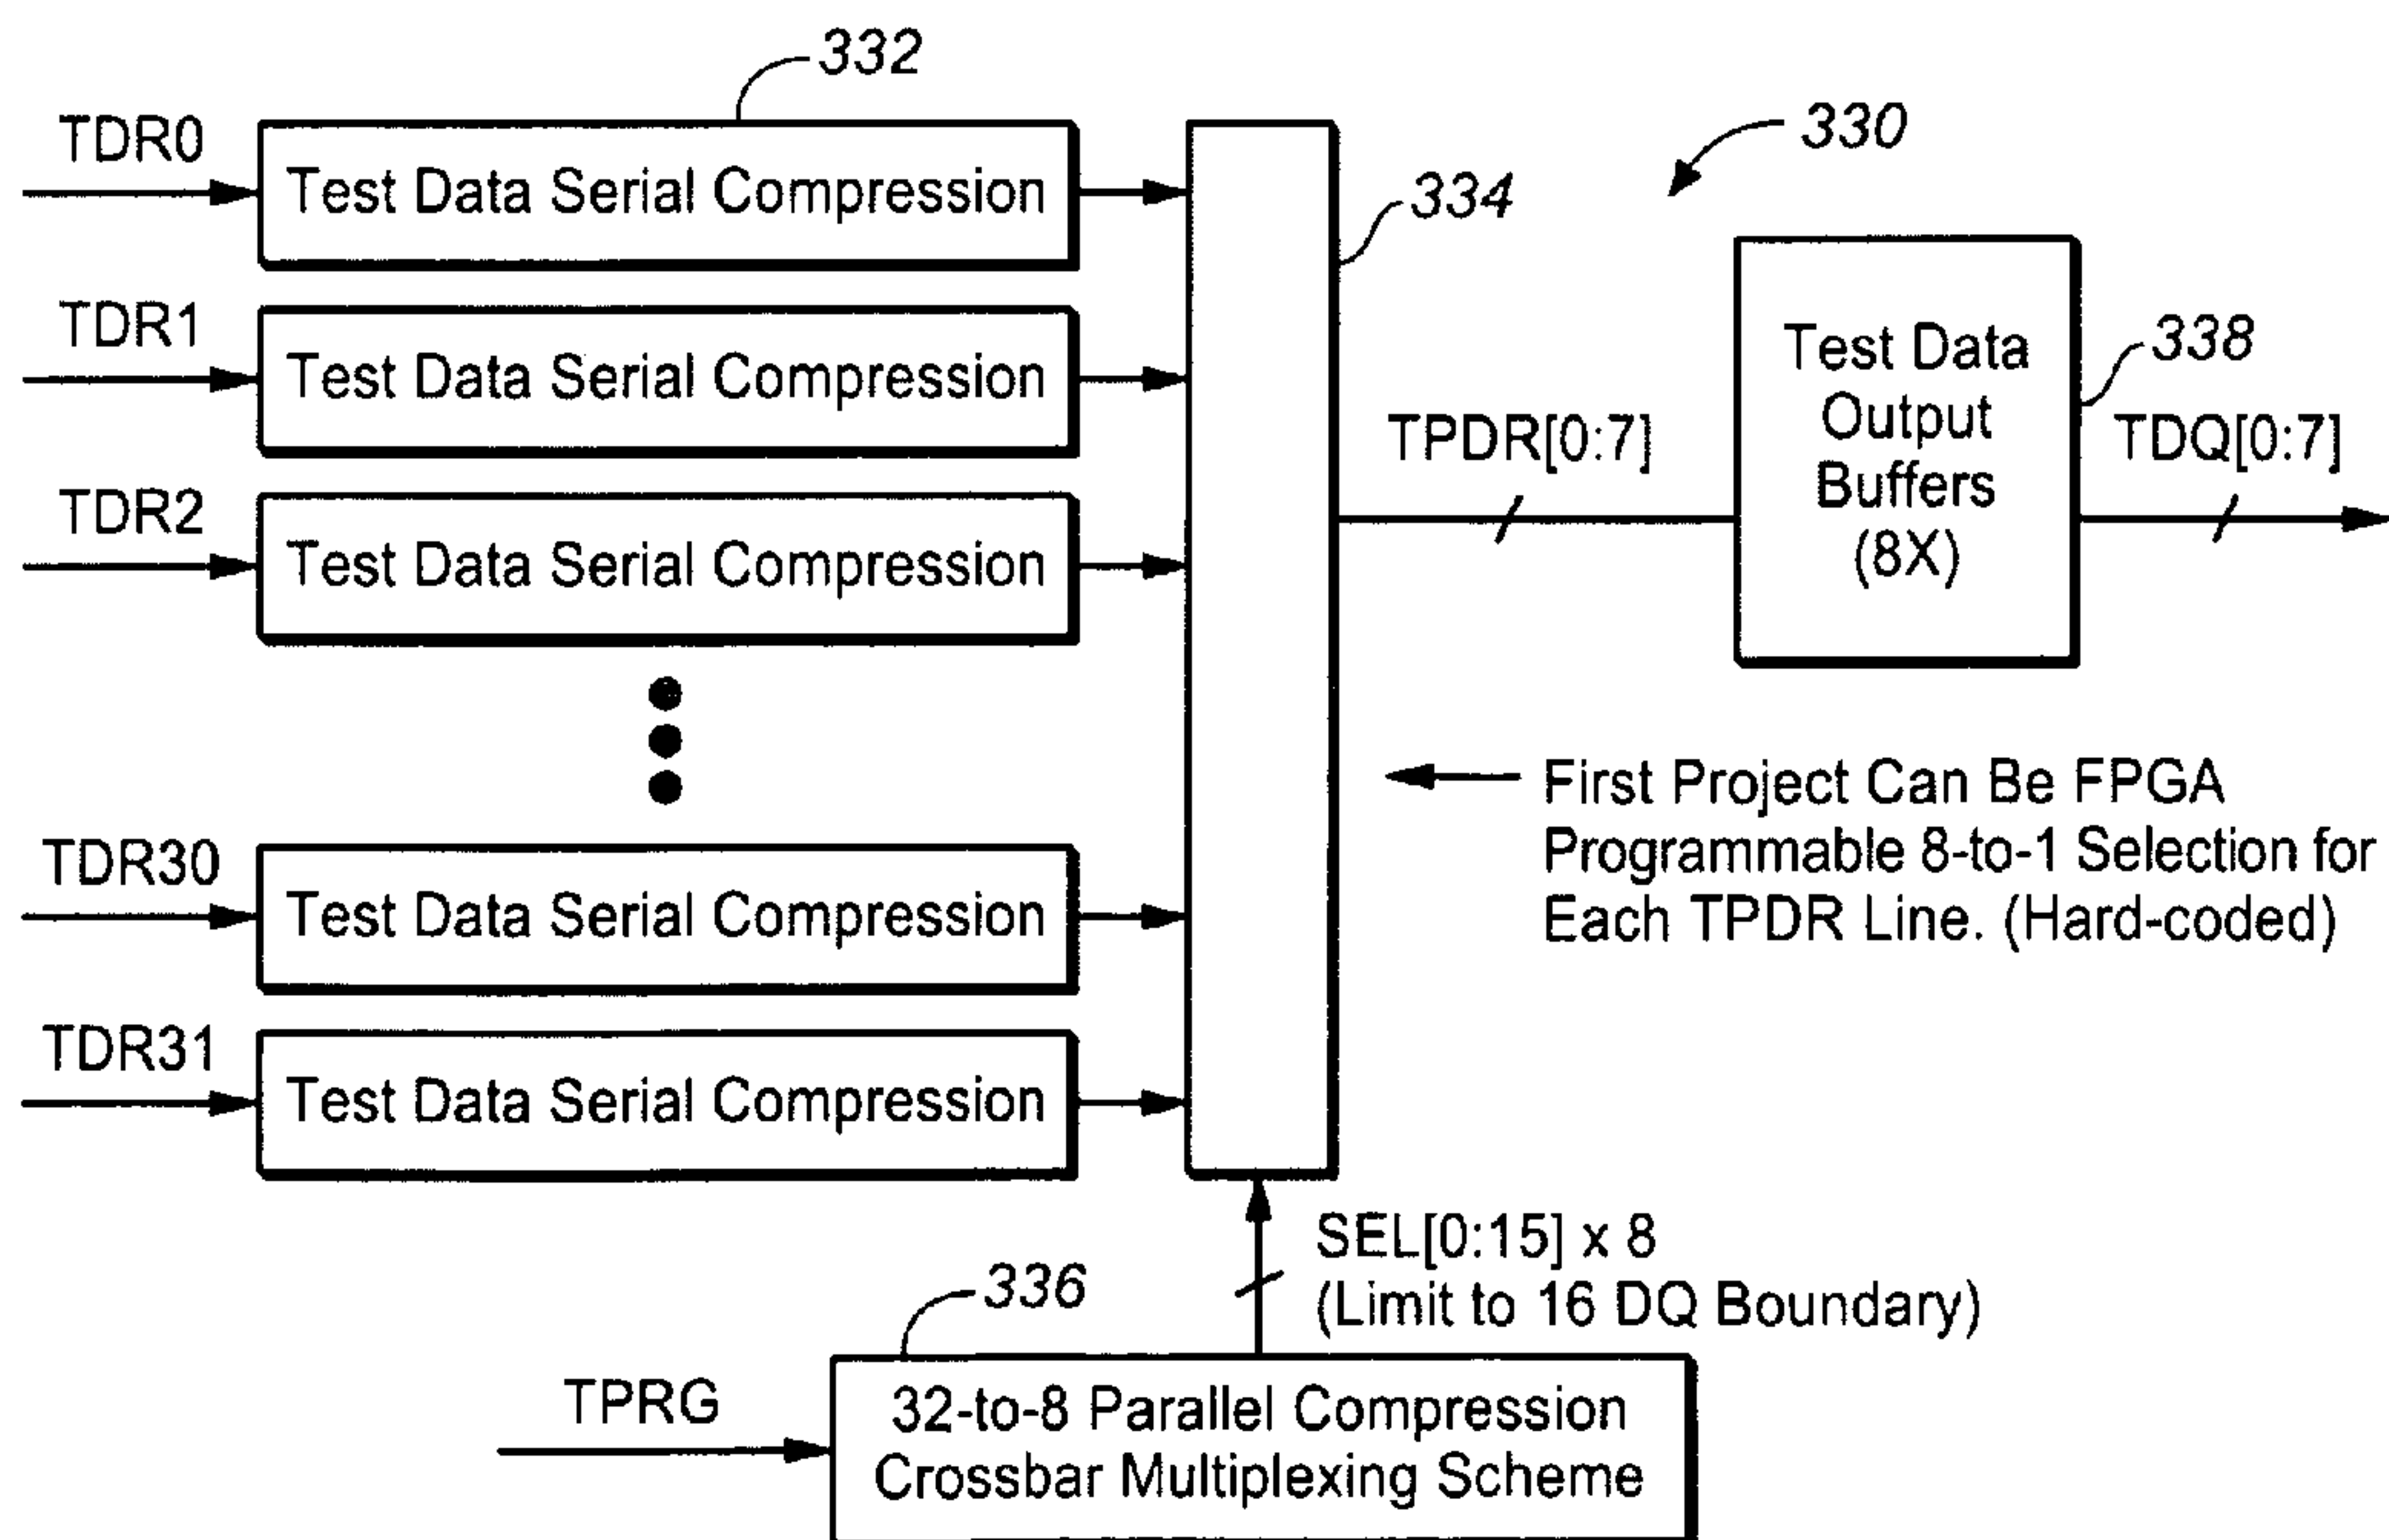 332
TDR0
Test Data Serial Compression
330
334
TDR1
Test Data Serial Compression
Test Data
Output
Buffers
(8X)
338
TPDR[0:7]
TDQ[0:7]
TDR2
Test Data Serial Compression
First Project Can Be FPGA
Programmable 8-to-1 Selection for
Each TPDR Line. (Hard-coded)
TDR30
Test Data Serial Compression
TDR31
Test Data Serial Compression
SEL[0:15] x 8
(Limit to 16 DQ Boundary)
336
TPRG
32-to-8 Parallel Compression
Crossbar Multiplexing Scheme